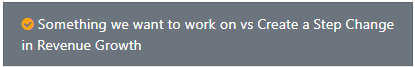 Something we want to work on vs Create a Step Change
in Revenue Growth